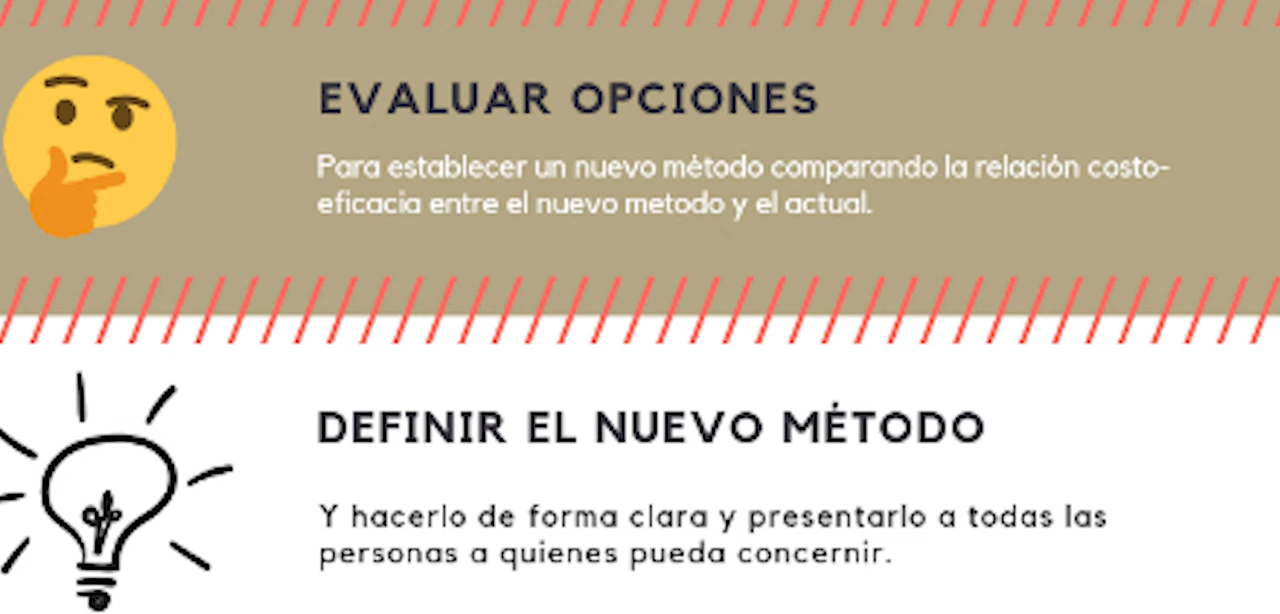 EVALUAR OPCIONES
Para establecer un nuevo método comparando la relación costo-
eficacia entre el nuevo metodo y el actual.
DEFINIR EL NUEVO MÉTODO
Y hacerlo de forma clara y presentarlo a todas las
personas a quienes pueda concernir.